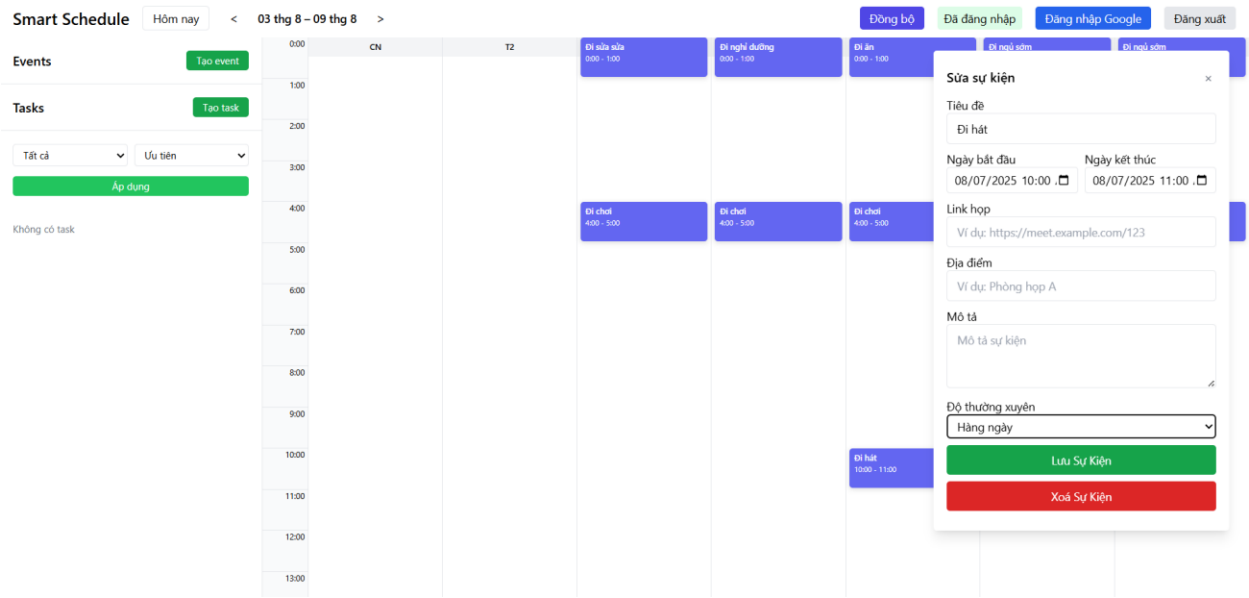 Smart Schedule
Hôm nay
<
03 thg 8 – 09 thg 8
>
Đồng bộ
Đã đăng nhập
Đăng nhập Google
Đăng xuất
Events
Tạo event
Tasks
Tạo task
Tất cả
Ưu tiên
Áp dụng
Không có task
0:00
1:00
2:00
3:00
4:00
5:00
6:00
7:00
8:00
9:00
10:00
11:00
12:00
13:00
CN
T2
Đi sửa sửa
0:00 - 1:00
Đi nghỉ dưỡng
0:00 - 1:00
Đi ăn
0:00 - 1:00
Đi ngủ sớm
Đi ngủ sớm
Đi chơi
4:00 - 5:00
Đi chơi
4:00 - 5:00
Đi chơi
4:00 - 5:00
Đi hát
10:00 - 11:00
Sửa sự kiện
×
Tiêu đề
Đi hát
Ngày bắt đầu
Ngày kết thúc
08/07/2025 10:00
08/07/2025 11:00
Link họp
Ví dụ: https://meet.example.com/123
Địa điểm
Ví dụ: Phòng họp A
Mô tả
Mô tả sự kiện
Độ thường xuyên
Hàng ngày
Lưu Sự Kiện
Xoá Sự Kiện